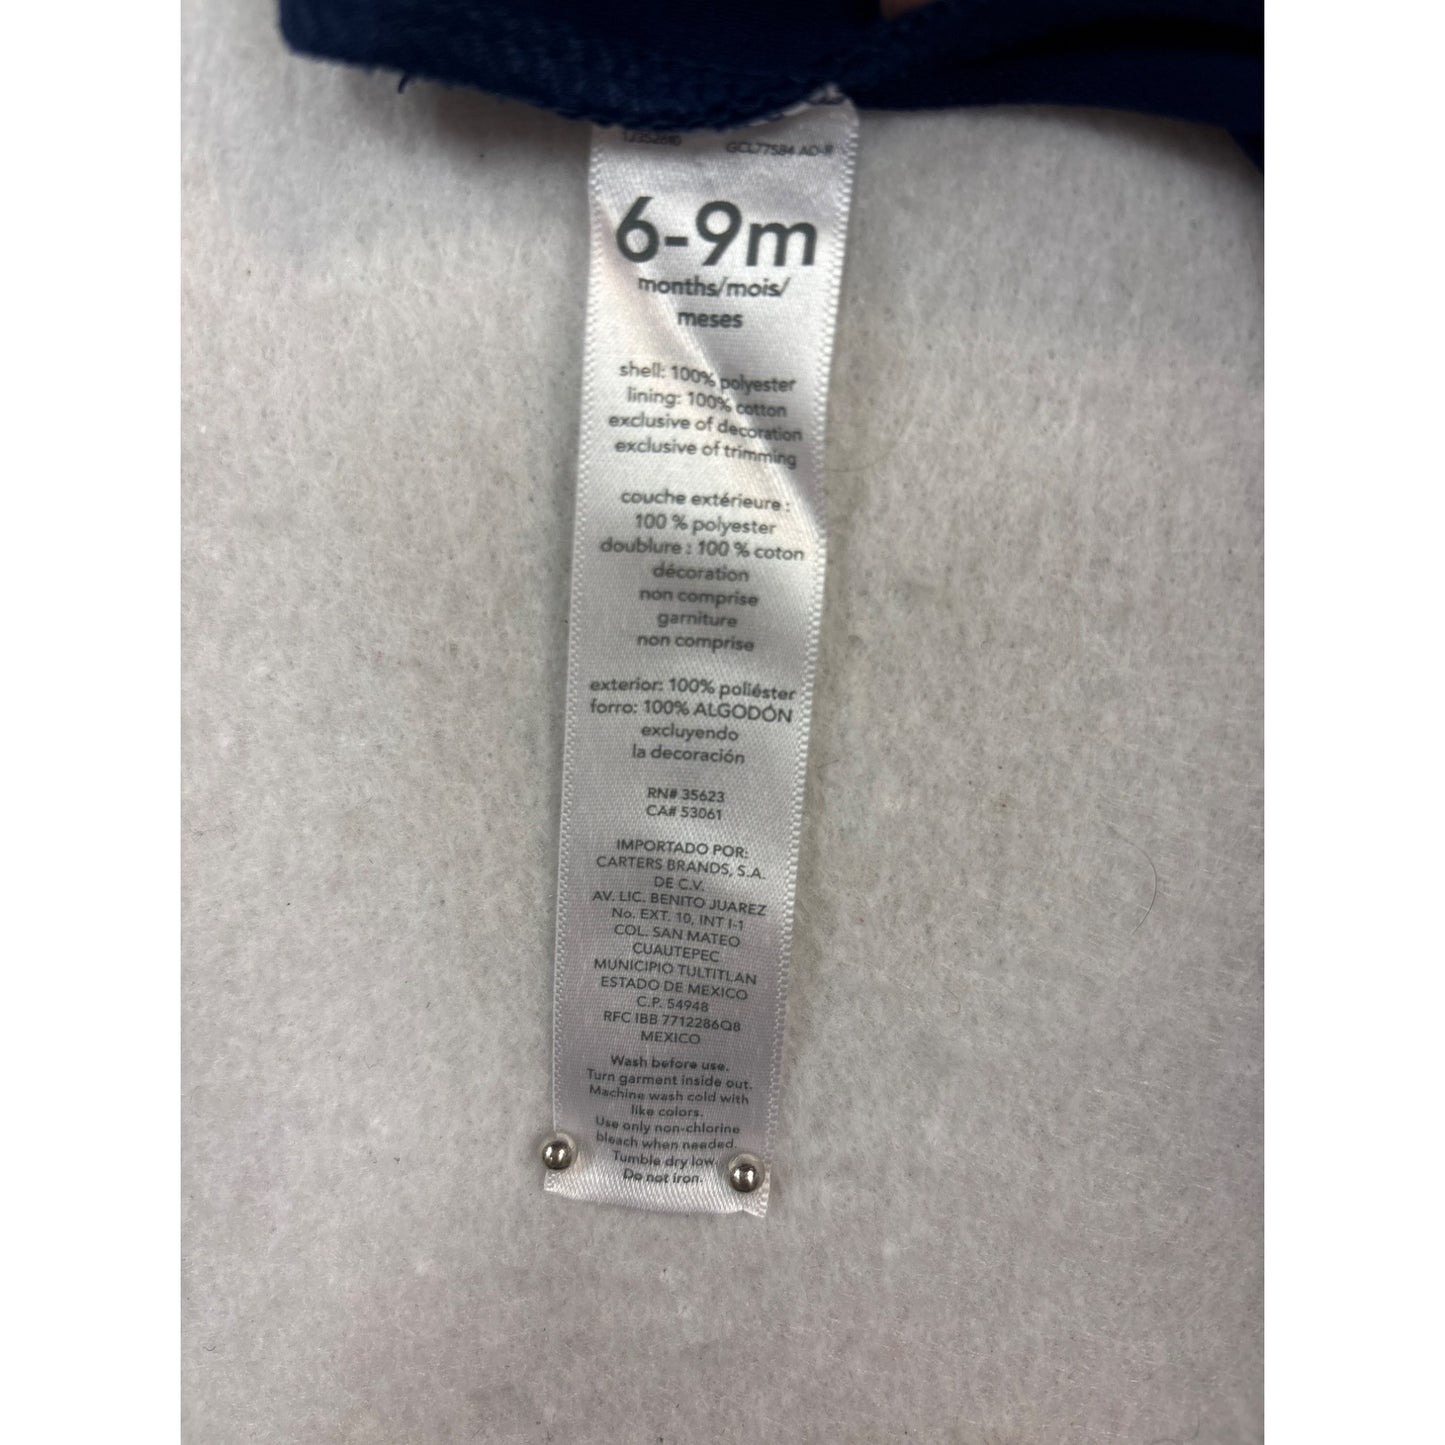 GCL77584 AO-R
6-9m
months/mois/
meses
shell: 100% polyester
lining: 100% cotton
exclusive of decoration
exclusive of trimming
couche extérieure :
100 % polyester
doublure : 100 % coton
décoration
non comprise
garniture
non comprise
exterior: 100% poliéster
forro: 100% ALGODÓN
excluyendo
la decoración
RN# 35623
CA# 53061
IMPORTADO POR:
CARTERS BRANDS, S.A.
DE C.V.
AV. LIC. BENITO JUAREZ
No. EXT. 10, INT I-1
COL. SAN MATEO
CUAUTEPEC
MUNICIPIO TULTITLAN
ESTADO DE MEXICO
C.P. 54948
RFC IBB 7712286Q8
MEXICO
Wash before use.
Turn garment inside out.
Machine wash cold with
like colors.
Use only non-chlorine
bleach when needed.
Tumble dry low.
Do not iron.